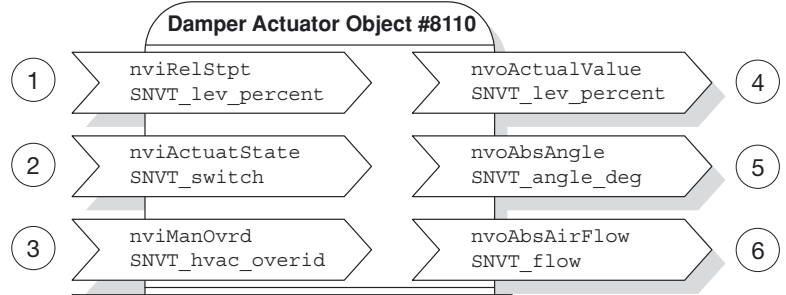 Damper Actuator Object #8110
1
nviRelStpt
SNVT_lev_percent
nvoActualValue
SNVT_lev_percent
4
2
nviActuatState
SNVT_switch
nvoAbsAngle
SNVT_angle_deg
5
3
nviManOvrd
SNVT_hvac_overid
nvoAbsAirFlow
SNVT_flow
6